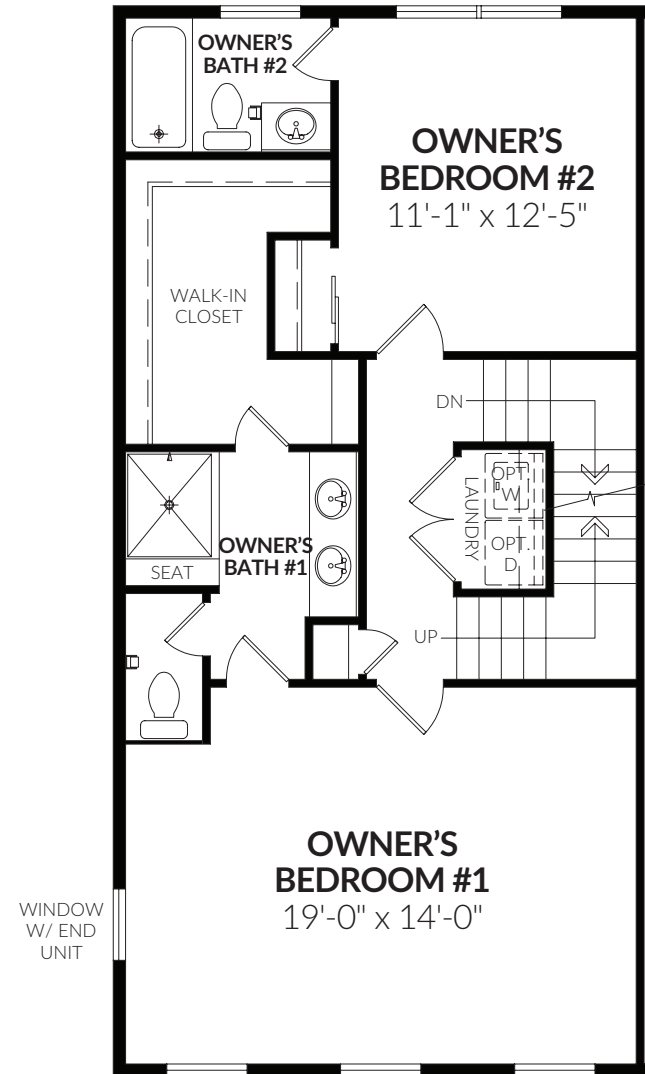 OWNER'S
BATH #2
OWNER'S
BEDROOM #2
11'-1" x 12'-5"
WALK-IN
CLOSET
DN
LAUNDRY
OPT
W.
OPT.
D.
OWNER'S
BATH #1
SEAT
UP
OWNER'S
BEDROOM #1
19'-0" x 14'-0"
WINDOW
W/ END
UNIT